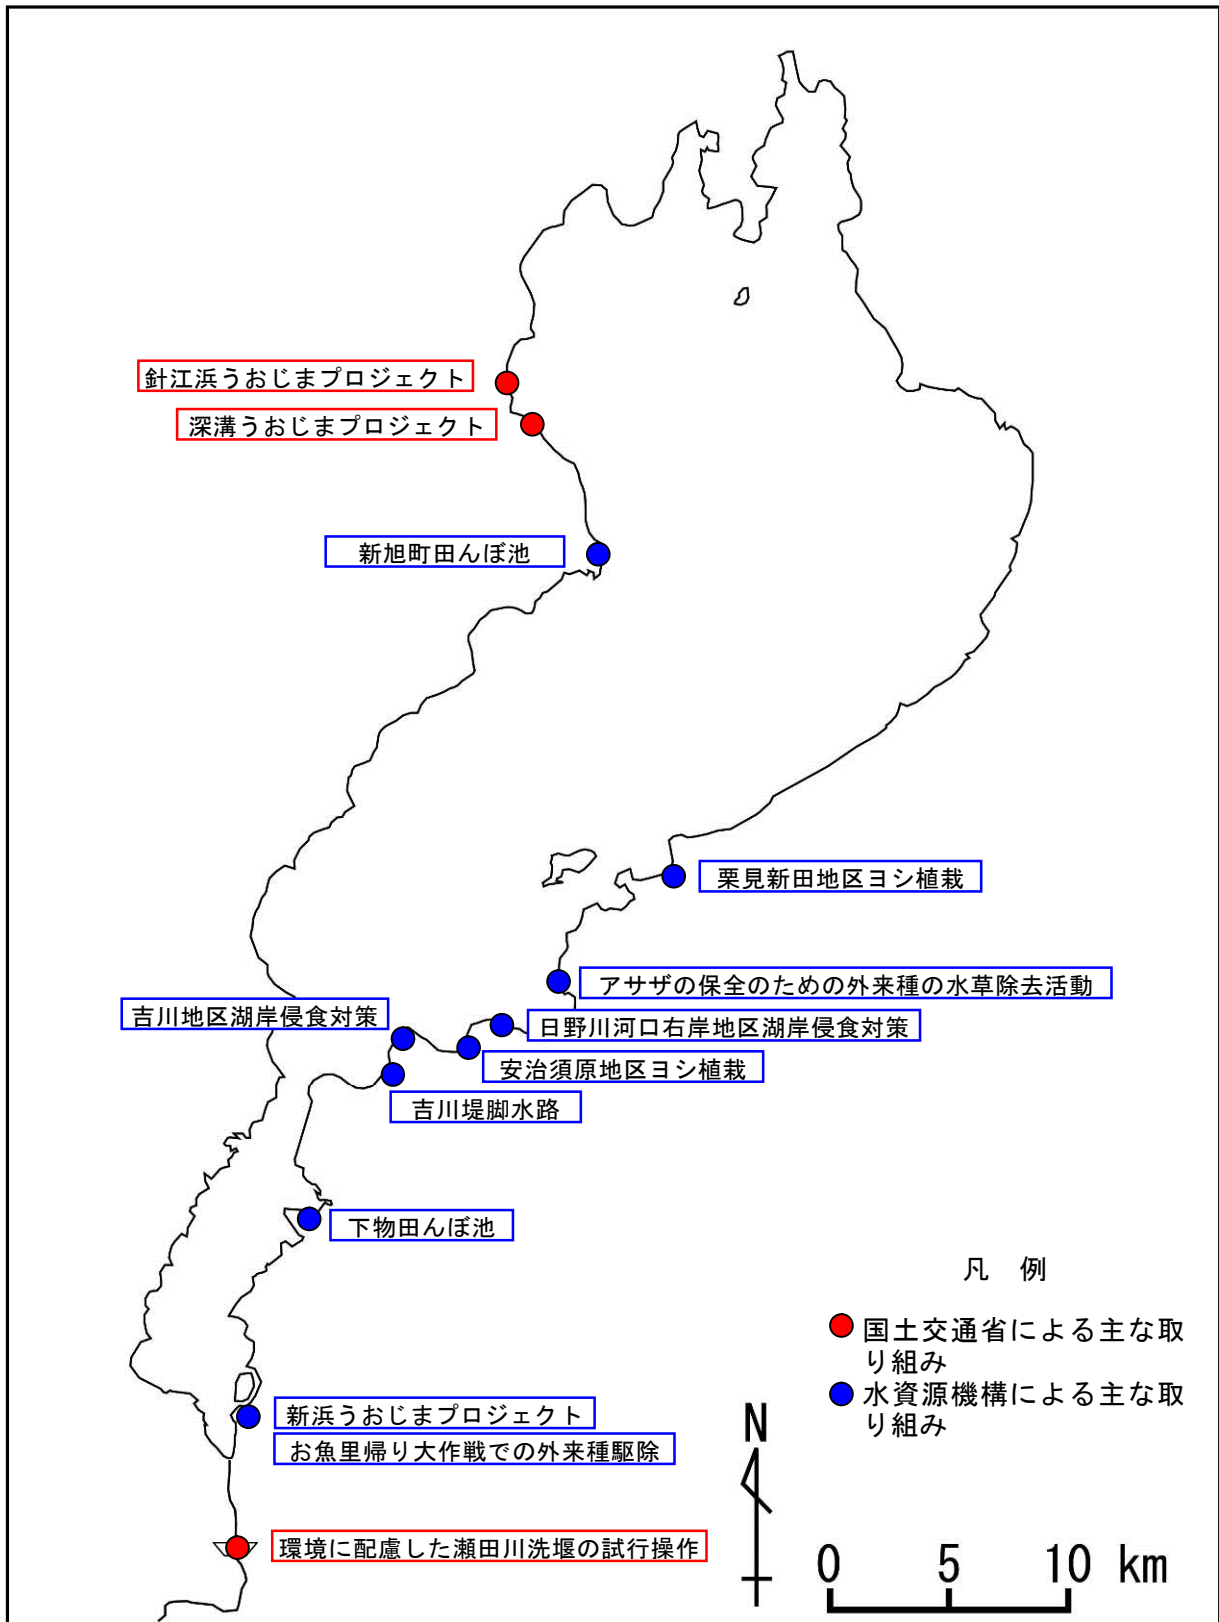 針江浜うおじまプロジェクト
深溝うおじまプロジェクト
新旭町田んぼ池
栗見新田地区ヨシ植栽
アサザの保全のための外来種の水草除去活動
吉川地区湖岸侵食対策
日野川河口右岸地区湖岸侵食対策
安治須原地区ヨシ植栽
吉川堤脚水路
下物田んぼ池
凡 例
国土交通省による主な取
り組み
水資源機構による主な取
り組み
新浜うおじまプロジェクト
お魚里帰り大作戦での外来種駆除
環境に配慮した瀬田川洗堰の試行操作
N
0 5 10 km